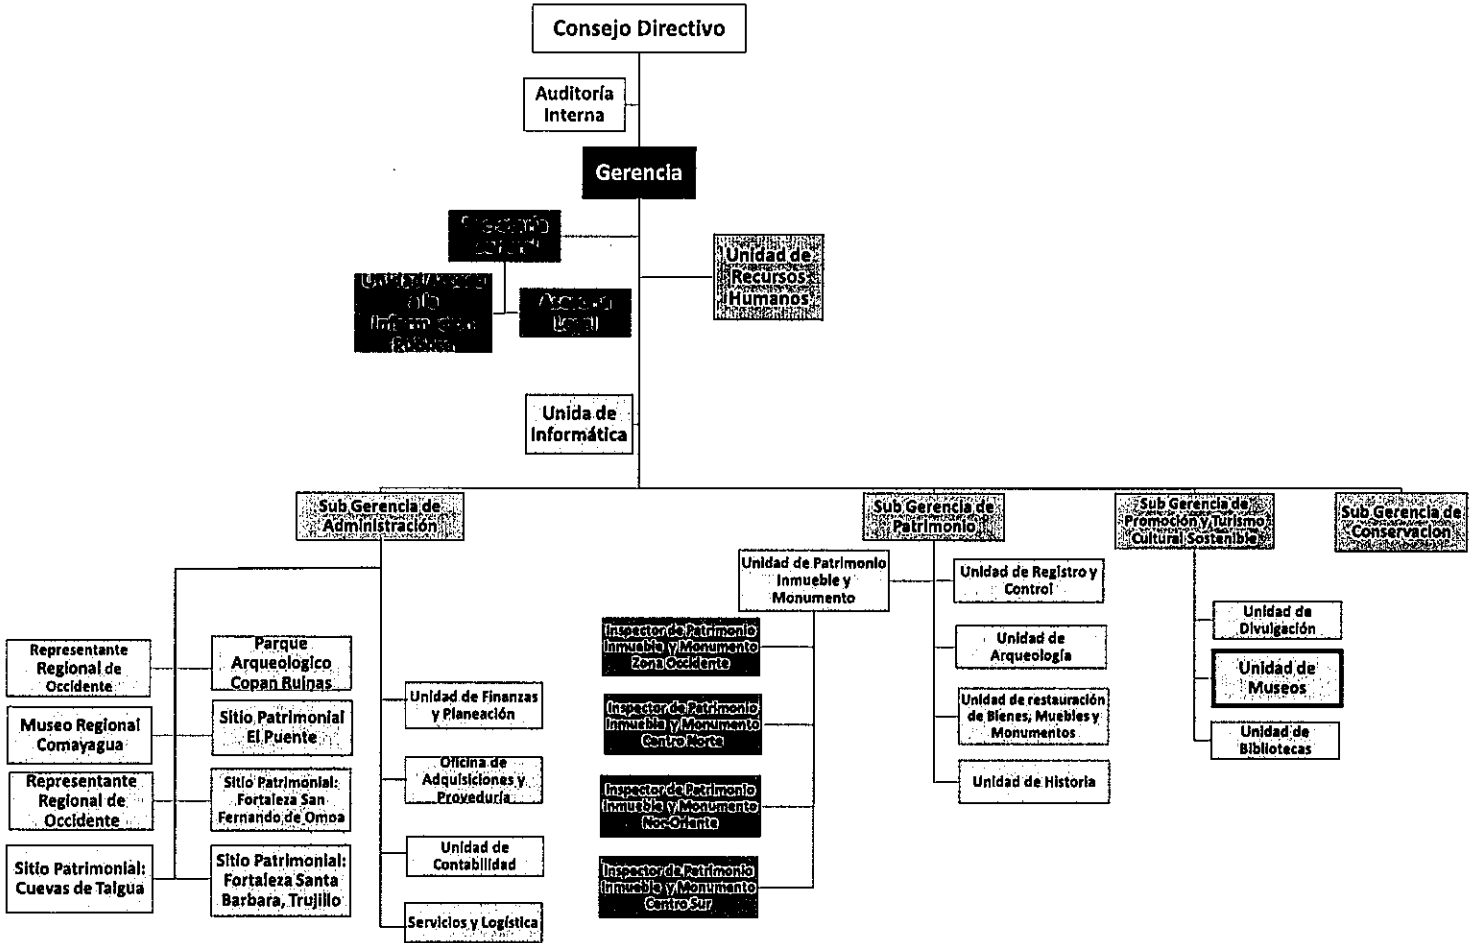 Consejo Directivo
Auditoría
Interna
Gerencia
Unidad de
Recursos
Humanos
Legal
Unida de
Informática
Sub Gerencia de
Administración
Sub Gerencia de
Patrimonio
Sub Gerencia de
Promoción y Turismo
Cultural Sostenible
Sub Gerencia de
Conservacion
Representante
Regional de
Occidente
Parque
Arqueologico
Copan Ruinas
Museo Regional
Comayagua
Sitio Patrimonial
El Puente
Representante
Regional de
Occidente
Sitio Patrimonial:
Fortaleza San
Fernando de Omoa
Sitio Patrimonial:
Cuevas de Talgua
Sitio Patrimonial:
Fortaleza Santa
Barbara, Trujillo
Unidad de Finanzas
y Planeación
Oficina de
Adquisiciones y
Proveduría
Unidad de
Contabilidad
Servicios y Logística
Unidad de Patrimonio
Inmueble y
Monumento
Inspector de Patrimonio
Inmueble y Monumento
Zona Occidente
Inspector de Patrimonio
Inmueble y Monumento
Centro Norte
Inspector de Patrimonio
Inmueble y Monumento
Nor-Oriente
Inspector de Patrimonio
Inmueble y Monumento
Centro Sur
Unidad de Registro y
Control
Unidad de
Arqueología
Unidad de restauración
de Bienes, Muebles y
Monumentos
Unidad de Historia
Unidad de
Divulgación
Unidad de
Museos
Unidad de
Bibliotecas